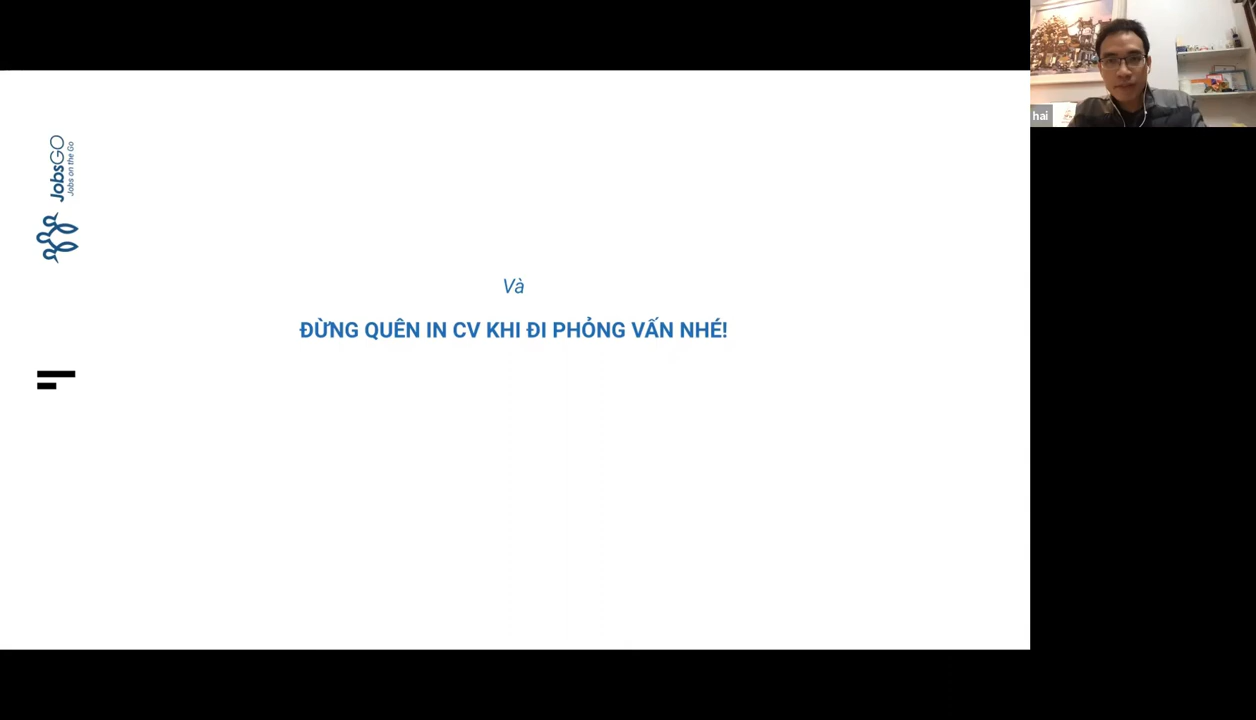 JobsGO
Jobs on the Go
Và
ĐỪNG QUÊN IN CV KHI ĐI PHỎNG VẤN NHÉ!
hai